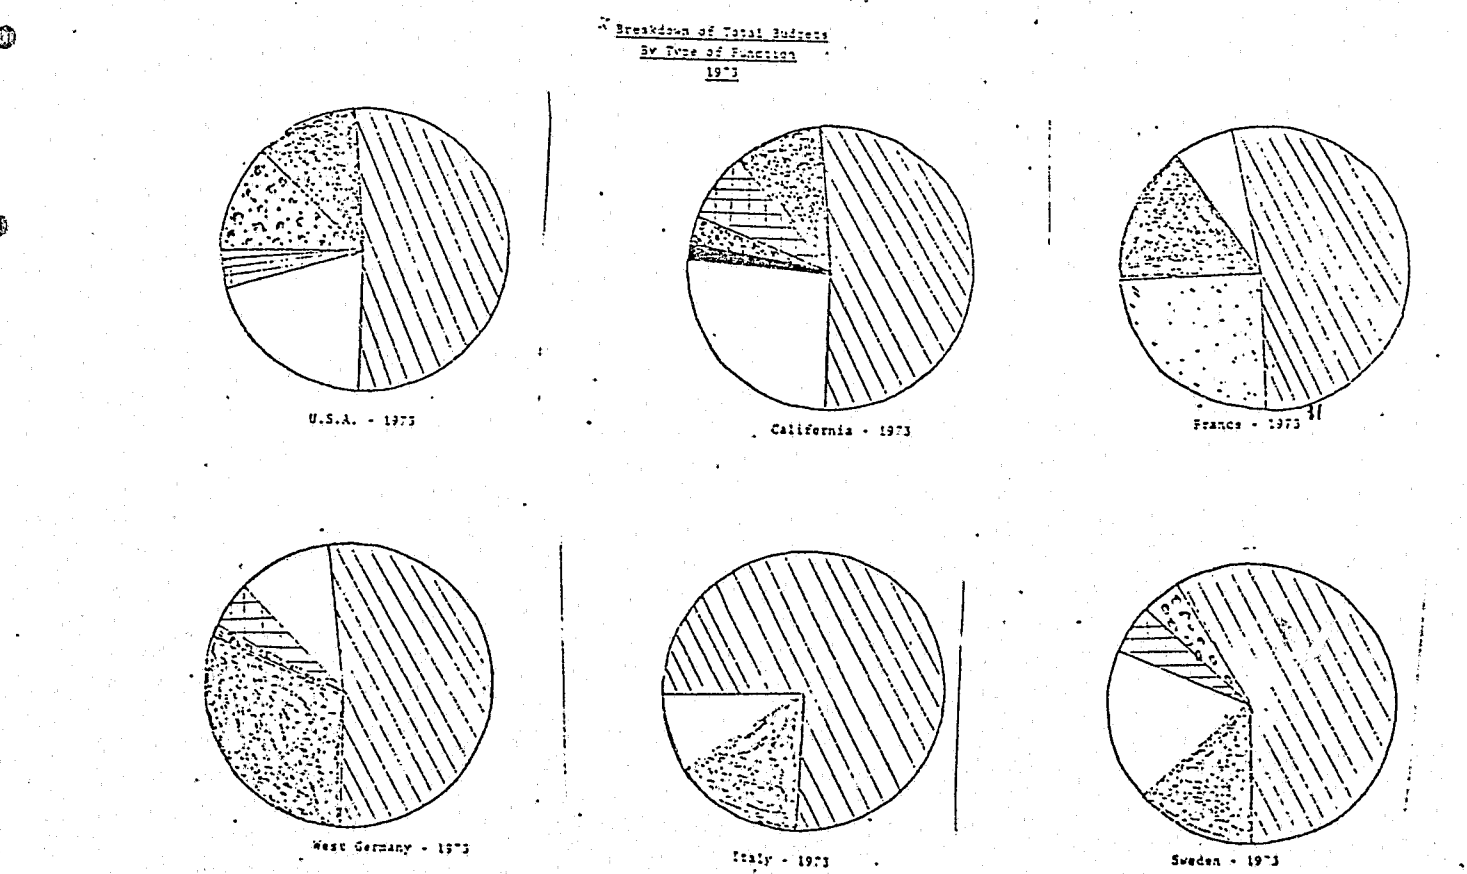 Breakdown of Total Budgets
By Type of Function
1973
U.S.A. - 1973
California - 1973
France - 1973
West Germany - 1973
Italy - 1973
Sweden - 1973